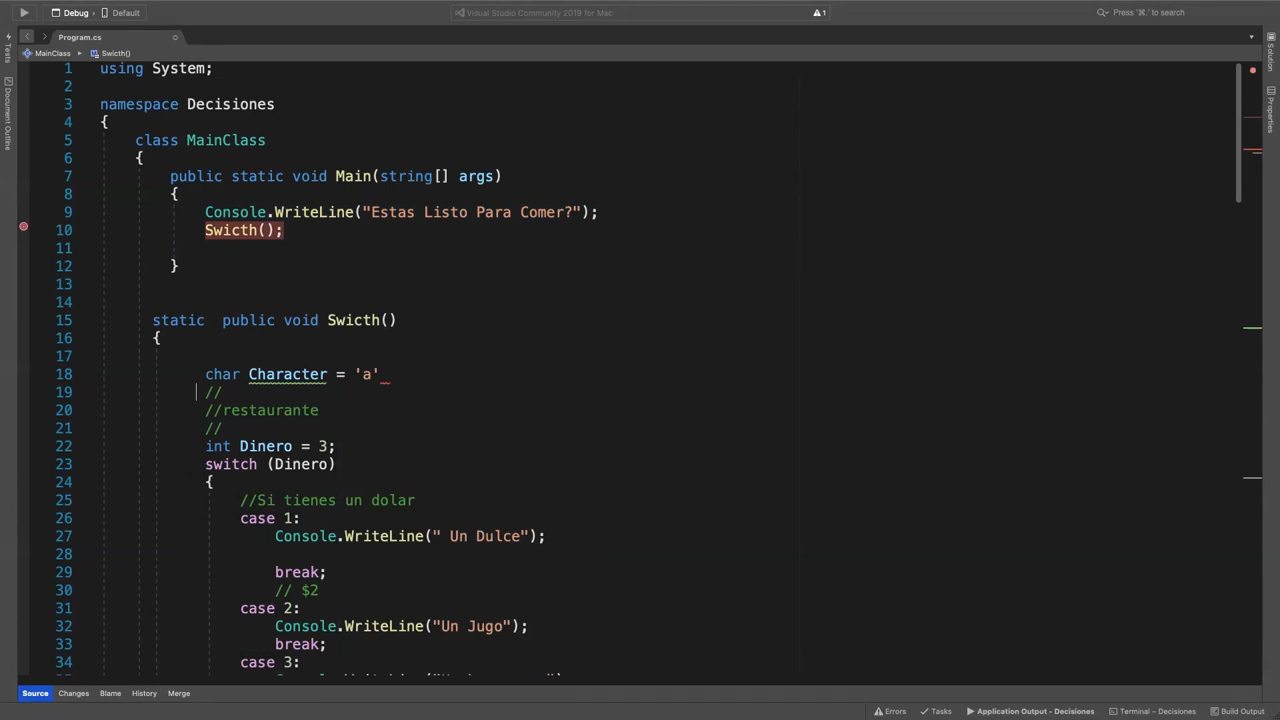 Debug
Default
Visual Studio Community 2019 for Mac
1
Press '⌘.' to search
Program.cs
MainClass
Swicth()
Tests
Document Outline
Solution
Properties
1 using System;
2
3 namespace Decisiones
4 {
5 class MainClass
6 {
7 public static void Main(string[] args)
8 {
9 Console.WriteLine("Estas Listo Para Comer?");
10 Swicth();
11
12 }
13
14
15 static  public void Swicth()
16 {
17
18 char Character = 'a'
19 //
20 //restaurante
21 //
22 int Dinero = 3;
23 switch (Dinero)
24 {
25 //Si tienes un dolar
26 case 1:
27 Console.WriteLine(" Un Dulce");
28
29 break;
30 // $2
31 case 2:
32 Console.WriteLine("Un Jugo");
33 break;
34 case 3:
Source Changes Blame History Merge
Errors Tasks Application Output - Decisiones Terminal – Decisiones Build Output